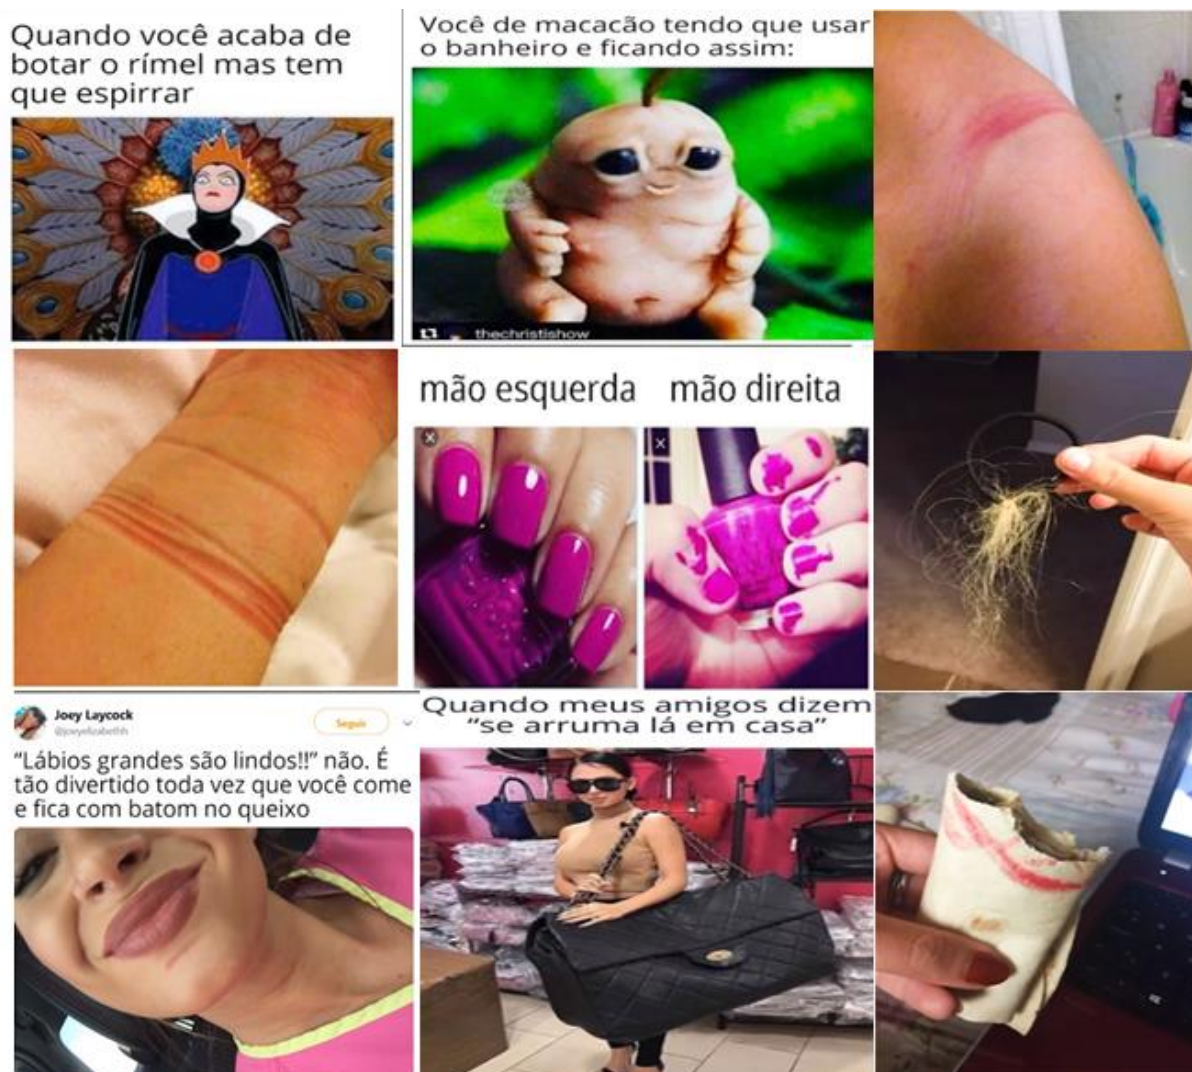 Quando você acaba de
botar o rímel mas tem
que espirrar
Você de macacão tendo que usar
o banheiro e ficando assim:
thechristishow
mão esquerda mão direita
Joey Laycock
@joeyelizabethh
Seguir
“Lábios grandes são lindos!!” não. É
tão divertido toda vez que você come
e fica com batom no queixo
Quando meus amigos dizem
“se arruma lá em casa”